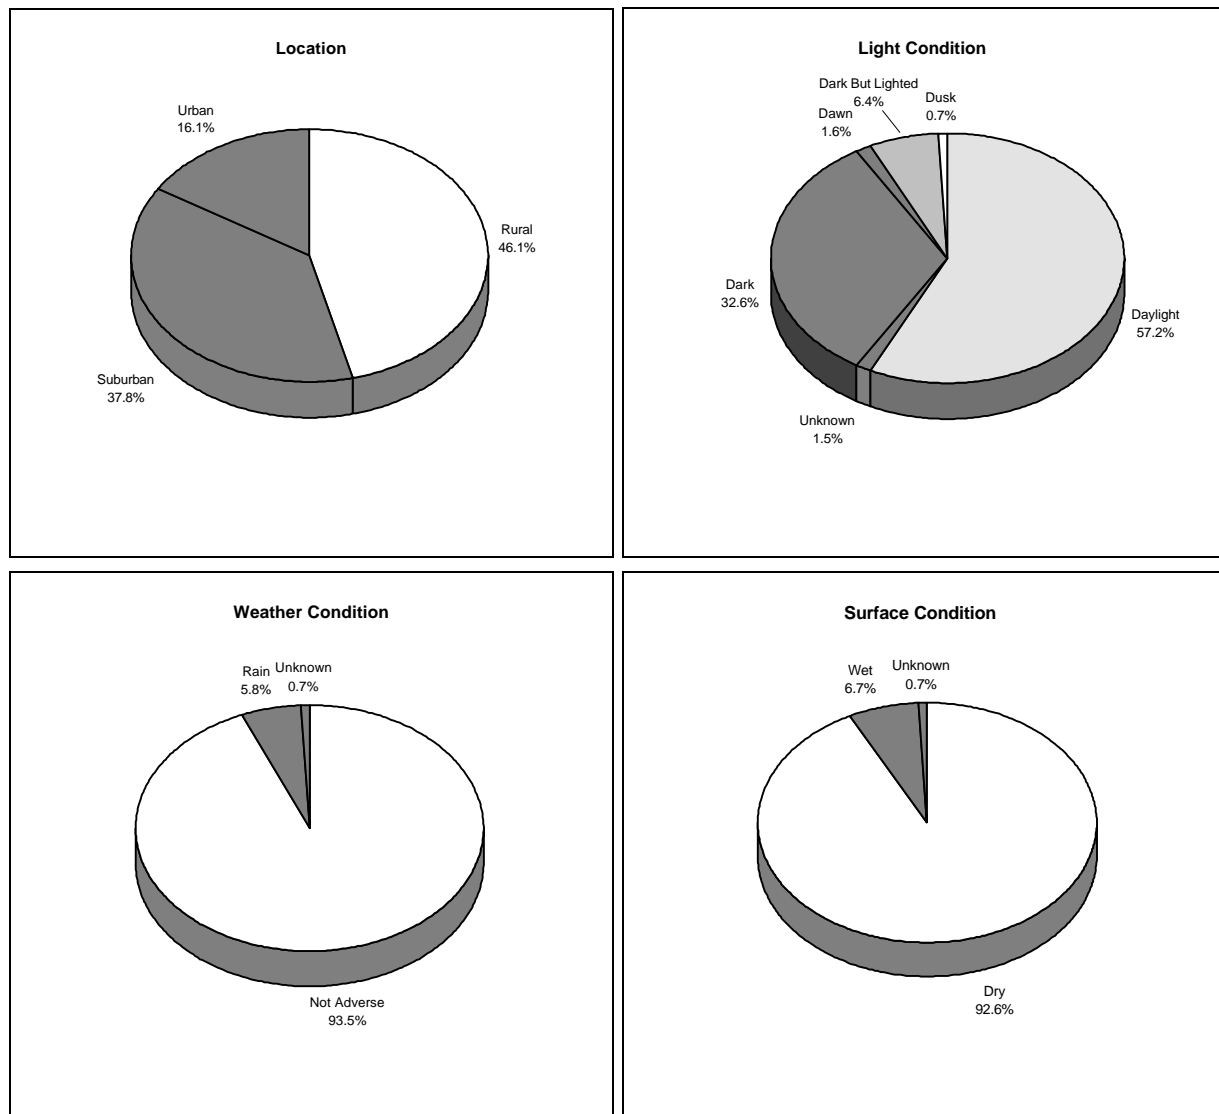 Location
Urban
16.1%
Rural
46.1%
Suburban
37.8%
Light Condition
Dark But Lighted
6.4%
Dusk
0.7%
Dawn
1.6%
Dark
32.6%
Daylight
57.2%
Unknown
1.5%
Weather Condition
Rain
5.8%
Unknown
0.7%
Not Adverse
93.5%
Surface Condition
Wet
6.7%
Unknown
0.7%
Dry
92.6%